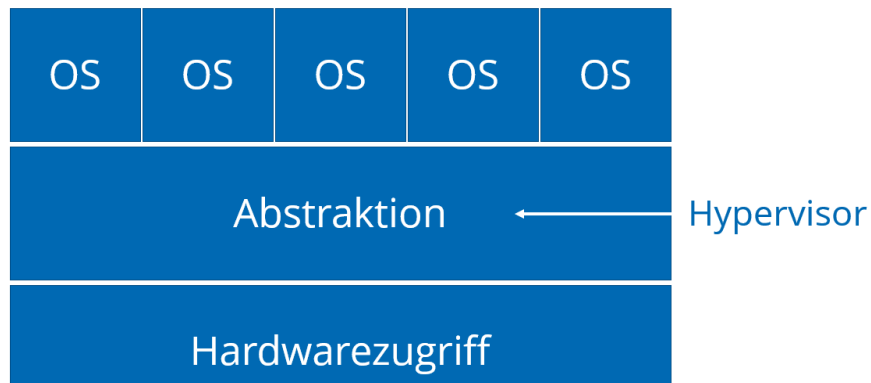 OS OS OS OS OS
Abstraktion
Hypervisor
Hardwarezugriff